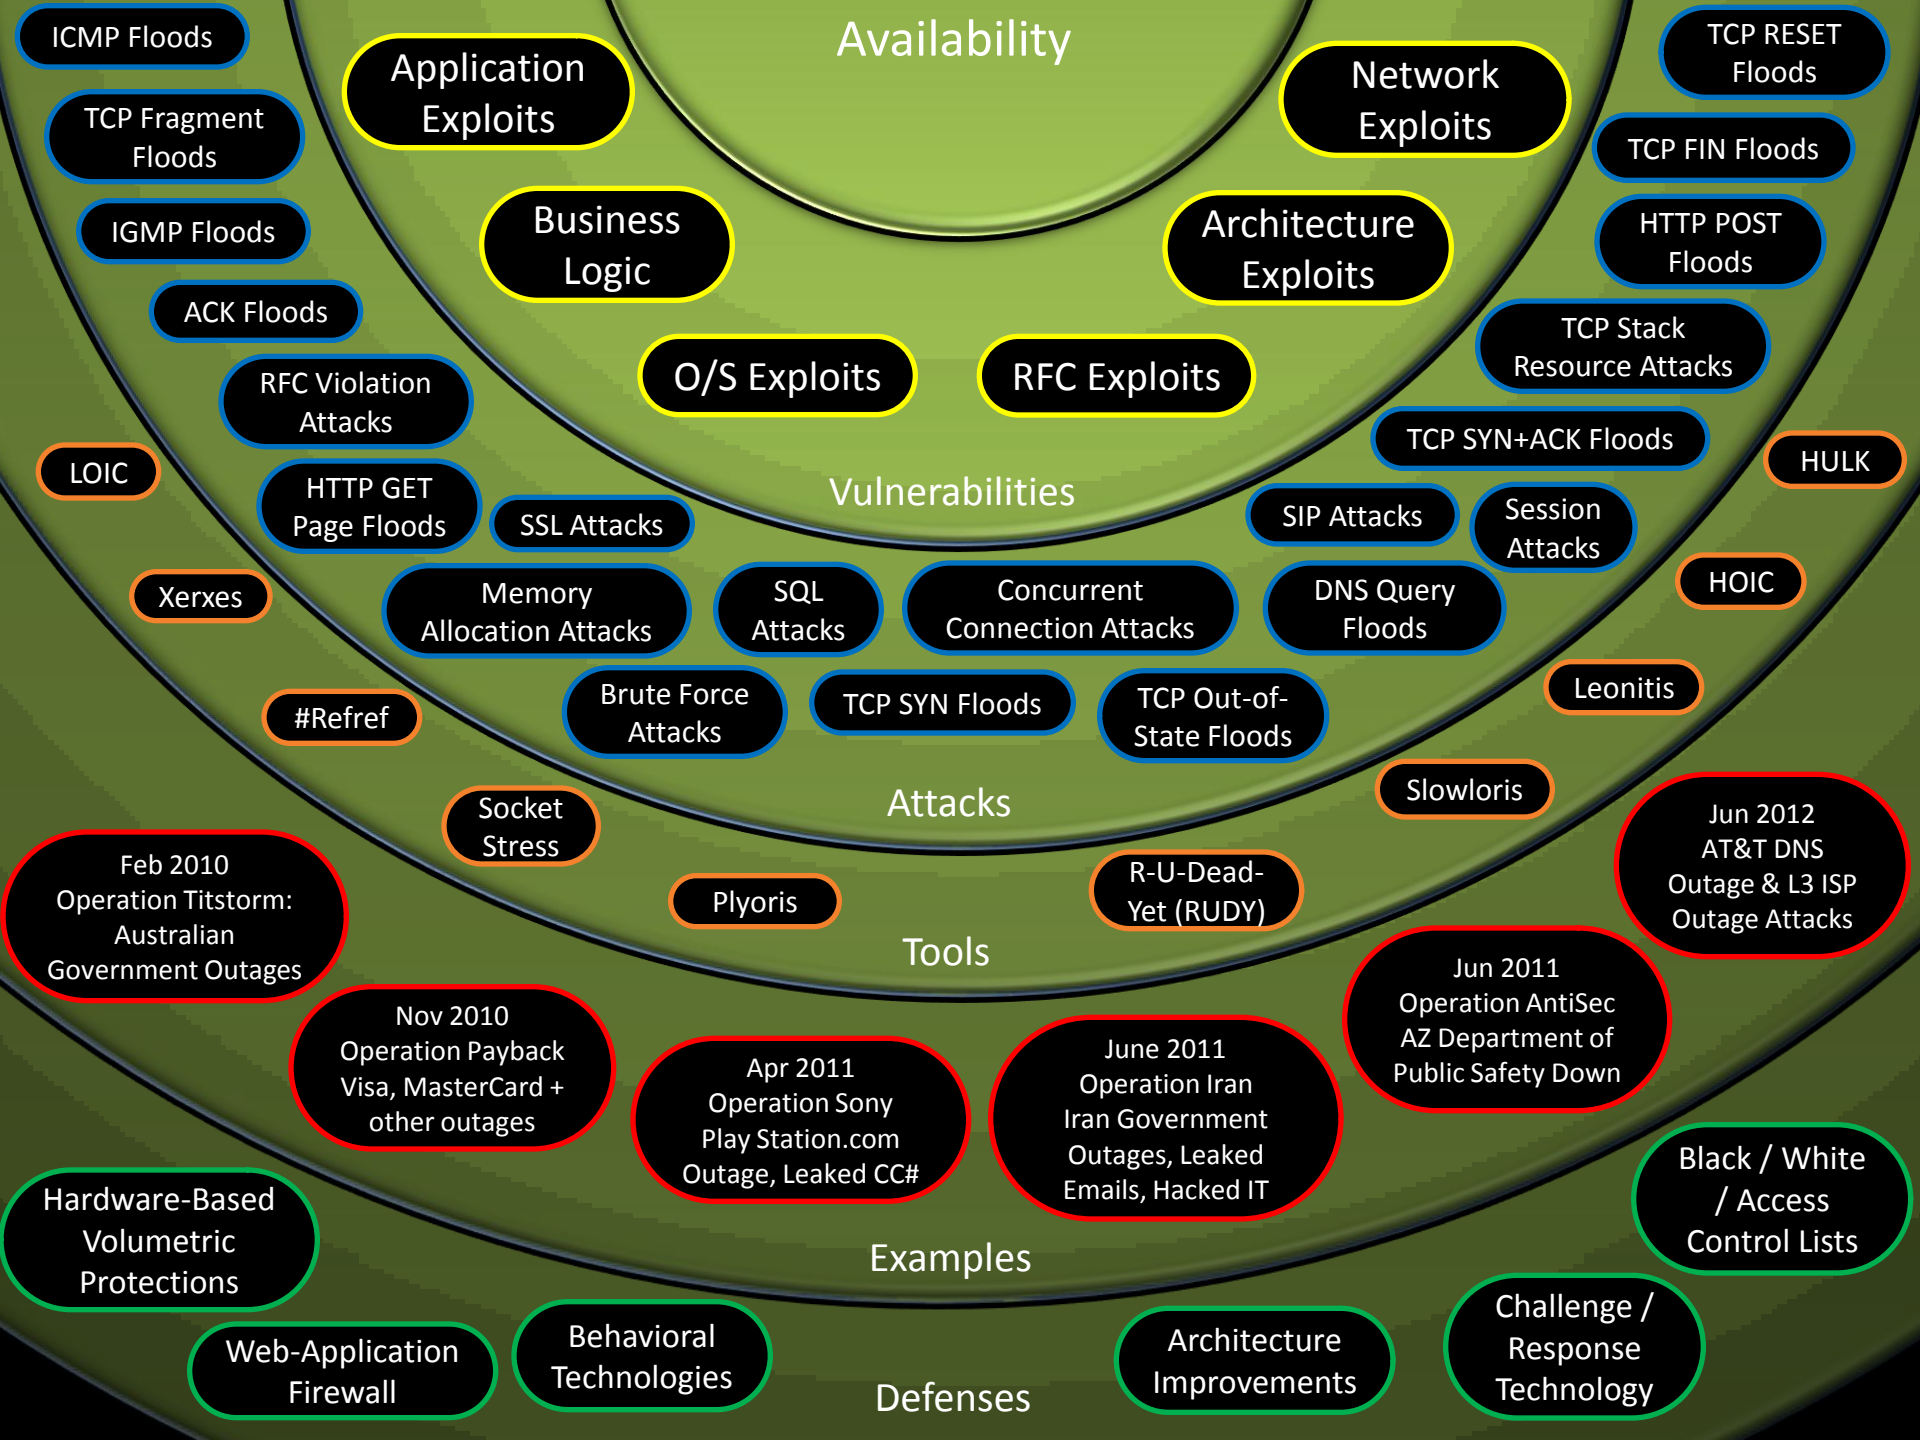 Availability
Application
Exploits
Network
Exploits
Business
Logic
Architecture
Exploits
O/S Exploits
RFC Exploits
Vulnerabilities
ICMP Floods
TCP Fragment
Floods
IGMP Floods
ACK Floods
RFC Violation
Attacks
HTTP GET
Page Floods
SSL Attacks
Memory
Allocation Attacks
SQL
Attacks
Brute Force
Attacks
TCP SYN Floods
Concurrent
Connection Attacks
TCP Out-of-
State Floods
DNS Query
Floods
SIP Attacks
Session
Attacks
TCP SYN+ACK Floods
TCP Stack
Resource Attacks
HTTP POST
Floods
TCP FIN Floods
TCP RESET
Floods
Attacks
LOIC
Xerxes
#Refref
Socket
Stress
Plyoris
R-U-Dead-
Yet (RUDY)
Slowloris
Leonitis
HOIC
HULK
Tools
Feb 2010
Operation Titstorm:
Australian
Government Outages
Nov 2010
Operation Payback
Visa, MasterCard +
other outages
Apr 2011
Operation Sony
Play Station.com
Outage, Leaked CC#
June 2011
Operation Iran
Iran Government
Outages, Leaked
Emails, Hacked IT
Jun 2011
Operation AntiSec
AZ Department of
Public Safety Down
Jun 2012
AT&T DNS
Outage & L3 ISP
Outage Attacks
Examples
Hardware-Based
Volumetric
Protections
Web-Application
Firewall
Behavioral
Technologies
Architecture
Improvements
Challenge /
Response
Technology
Black / White
/ Access
Control Lists
Defenses